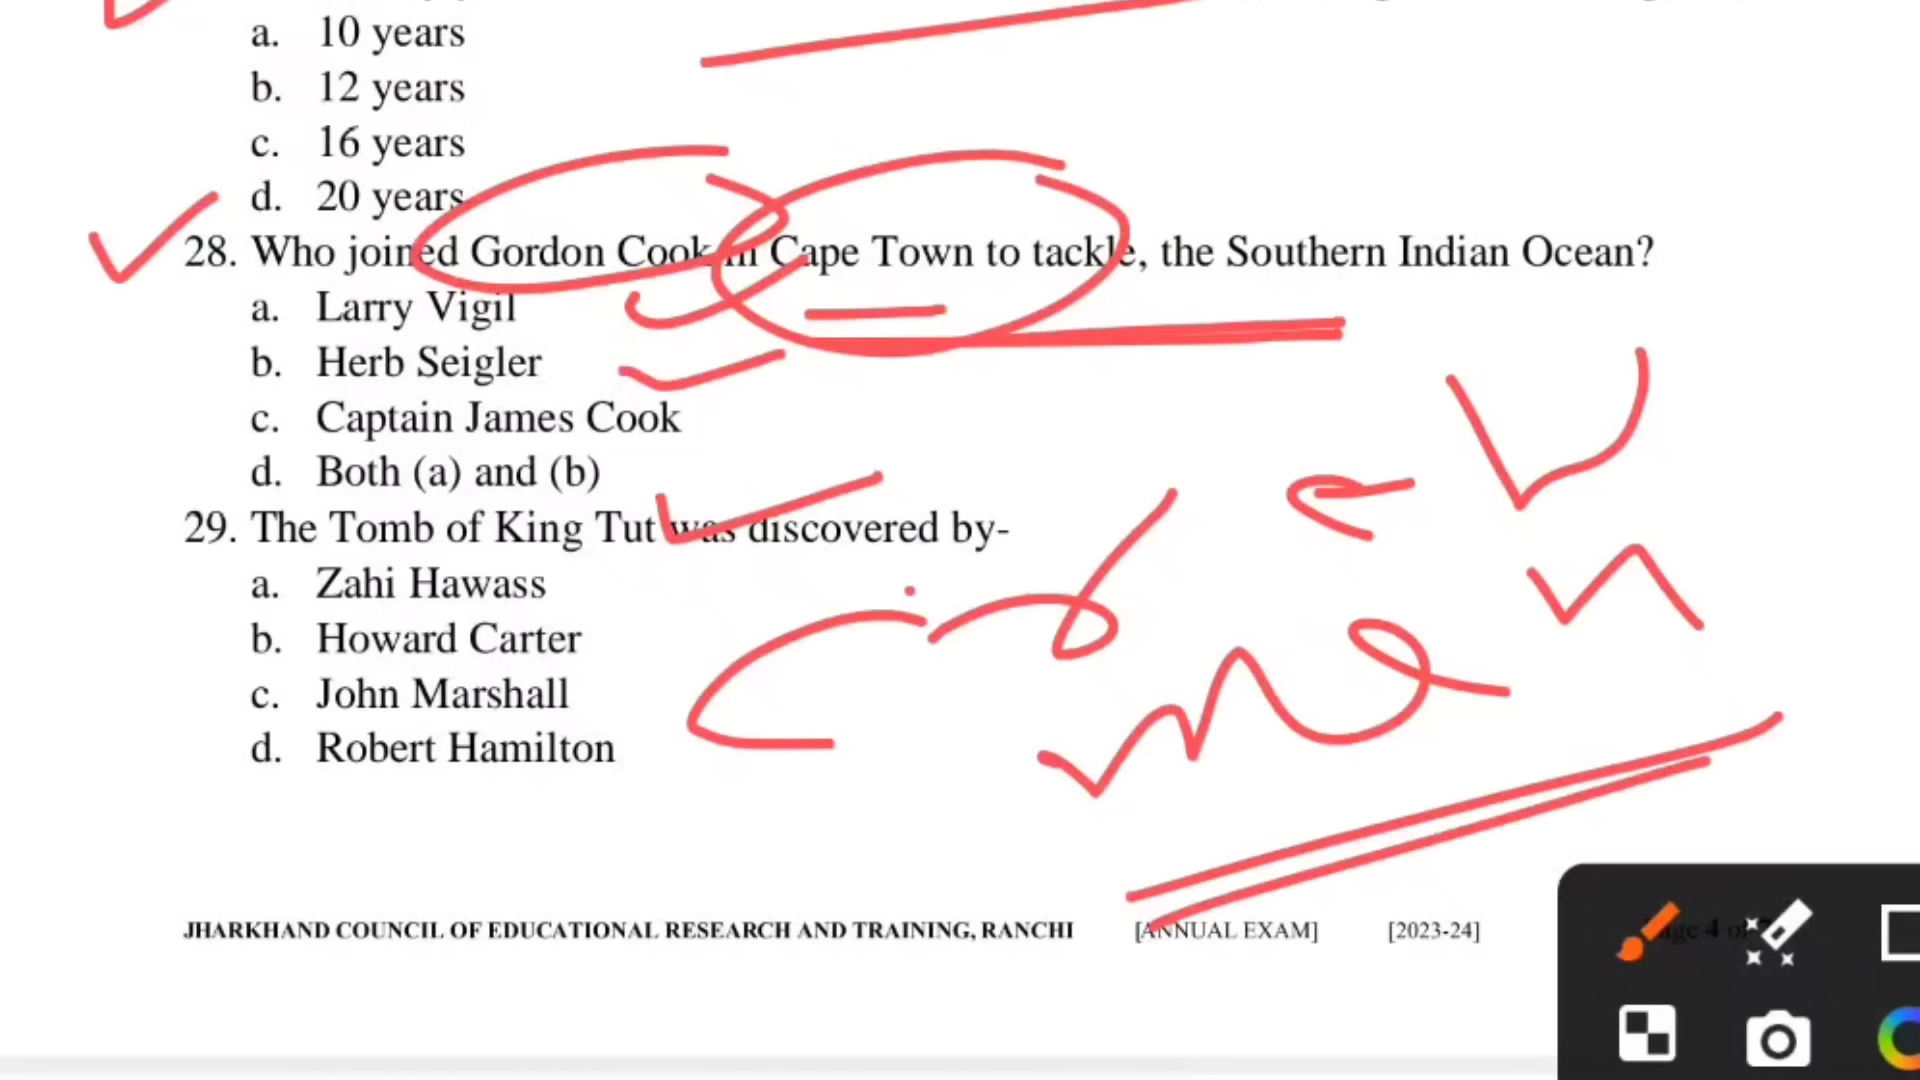 a. 10 years
b. 12 years
c. 16 years
d. 20 years
28. Who joined Gordon Cook in Cape Town to tackle, the Southern Indian Ocean?
a. Larry Vigil
b. Herb Seigler
c. Captain James Cook
d. Both (a) and (b)
29. The Tomb of King Tut was discovered by-
a. Zahi Hawass
b. Howard Carter
c. John Marshall
d. Robert Hamilton
JHARKHAND COUNCIL OF EDUCATIONAL RESEARCH AND TRAINING, RANCHI [ANNUAL EXAM] [2023-24]